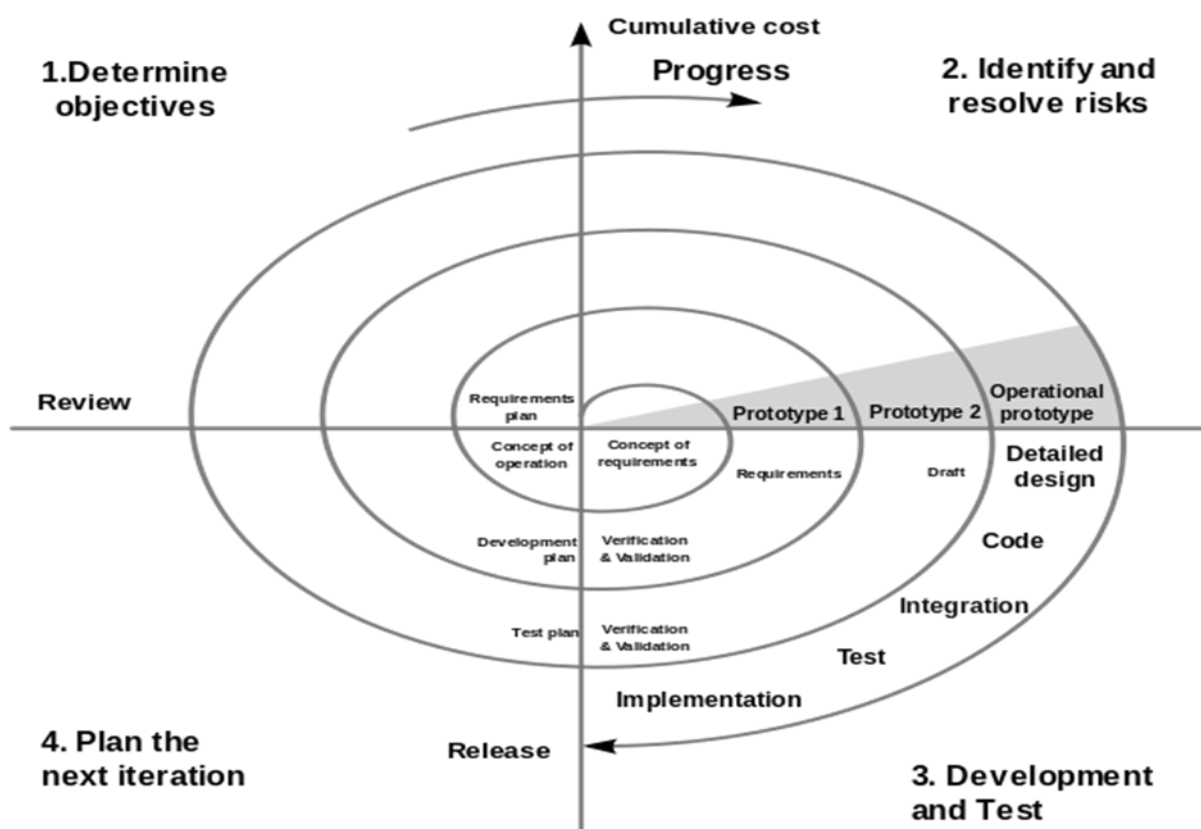 Cumulative cost
Progress
1.Determine
objectives
2. Identify and
resolve risks
Review
Requirements
plan
Prototype 1
Prototype 2
Operational
prototype
Concept of
operation
Concept of
requirements
Requirements
Draft
Detailed
design
Development
plan
Verification
& Validation
Code
Test plan
Verification
& Validation
Integration
Test
Implementation
Release
4. Plan the
next iteration
3. Development
and Test